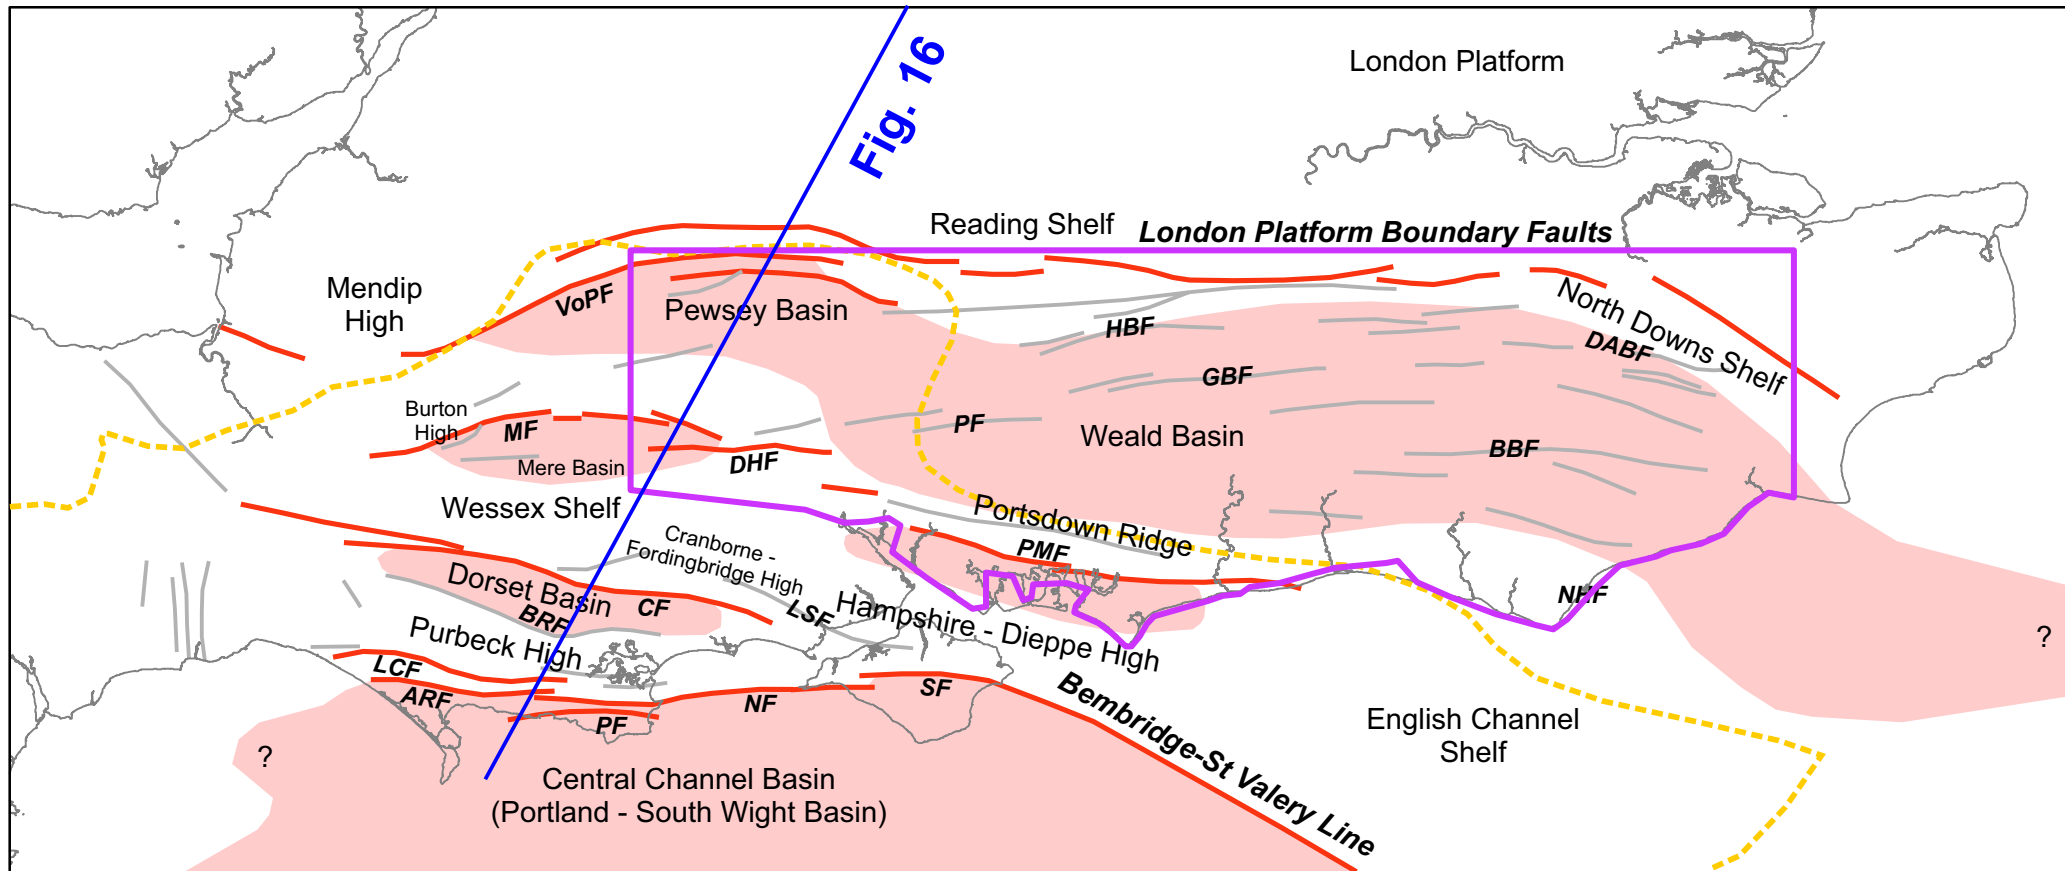 London Platform
Fig. 16
Reading Shelf
London Platform Boundary Faults
Mendip
High
VoPF
Pewsey Basin
HBF
North Downs Shelf
DABF
GBF
Burton
High
MF
Mere Basin
DHF
PF
Weald Basin
BBF
Wessex Shelf
Portsdown Ridge
Cranborne -
Fordingbridge High
PMF
Dorset Basin
CF
BRF
LSF
Hampshire - Dieppe High
NHF
Purbeck High
?
LCF
ARF
PF
NF
SF
Bembridge-St Valery Line
English Channel
Shelf
?
Central Channel Basin
(Portland - South Wight Basin)